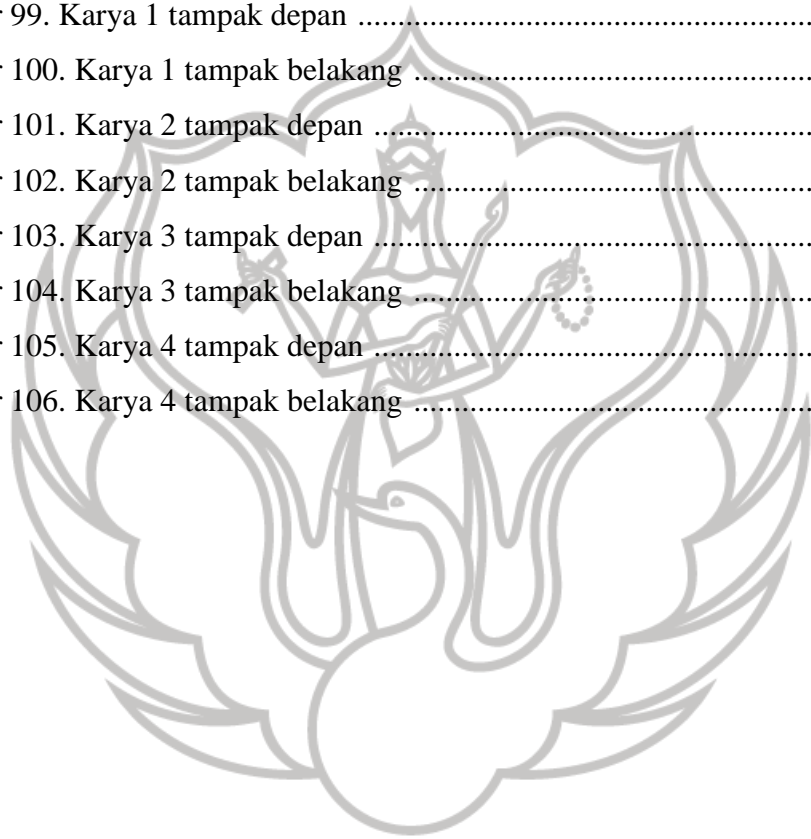 r 99. Karya 1 tampak depan ..........................................................
r 100. Karya 1 tampak belakang ...................................................
r 101. Karya 2 tampak depan ........................................................
r 102. Karya 2 tampak belakang ...................................................
r 103. Karya 3 tampak depan ........................................................
r 104. Karya 3 tampak belakang ...................................................
r 105. Karya 4 tampak depan ........................................................
r 106. Karya 4 tampak belakang ...................................................